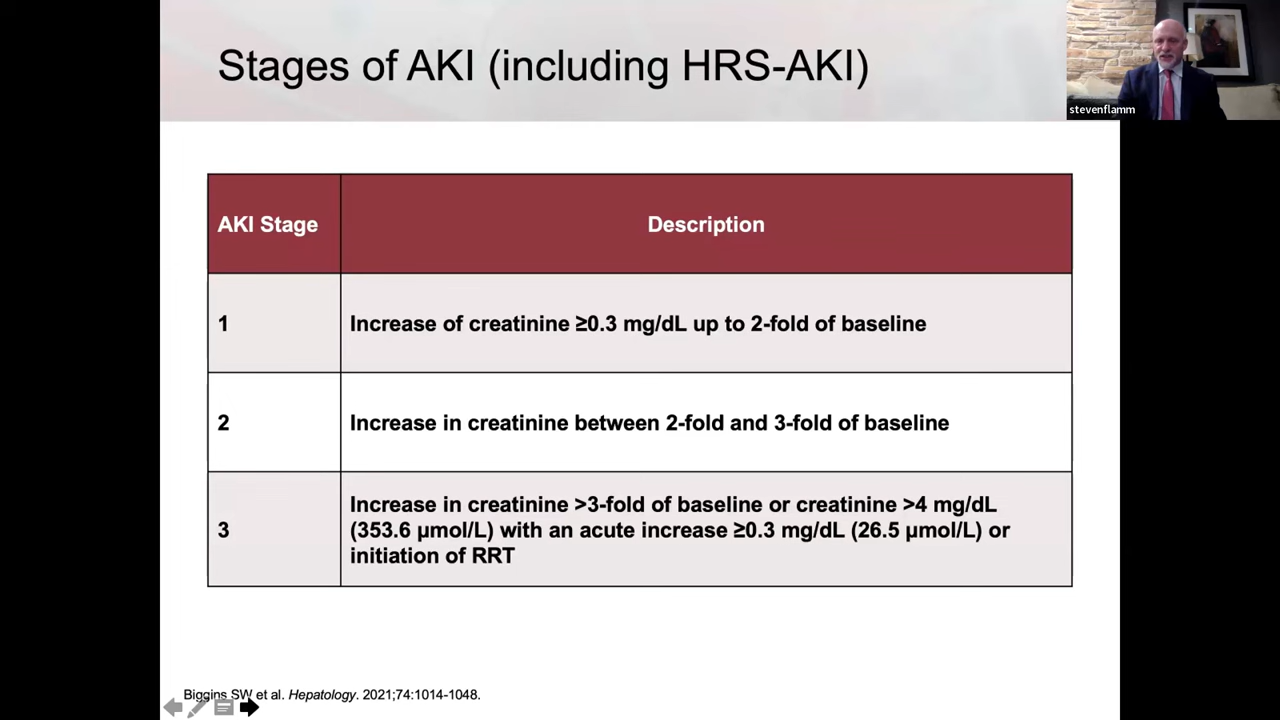 Stages of AKI (including HRS-AKI)
stevenflamm
AKI Stage
Description
1
Increase of creatinine ≥0.3 mg/dL up to 2-fold of baseline
2
Increase in creatinine between 2-fold and 3-fold of baseline
3
Increase in creatinine >3-fold of baseline or creatinine >4 mg/dL
(353.6 µmol/L) with an acute increase ≥0.3 mg/dL (26.5 µmol/L) or
initiation of RRT
Biggins SW et al. Hepatology. 2021;74:1014-1048.